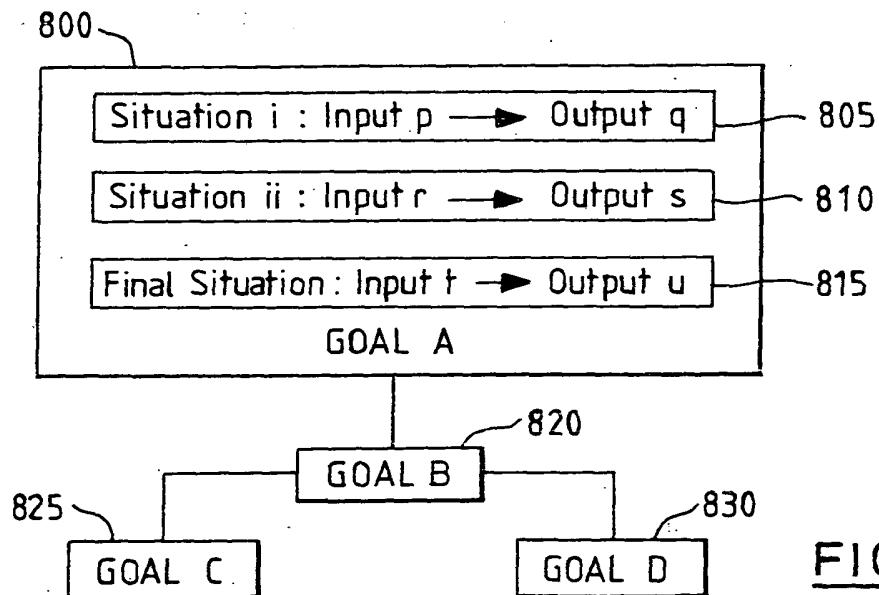 800
Situation i : Input p → Output q
805
Situation ii : Input r → Output s
810
Final Situation : Input t → Output u
815
GOAL A
820
GOAL B
825
830
GOAL C
GOAL D
FIG